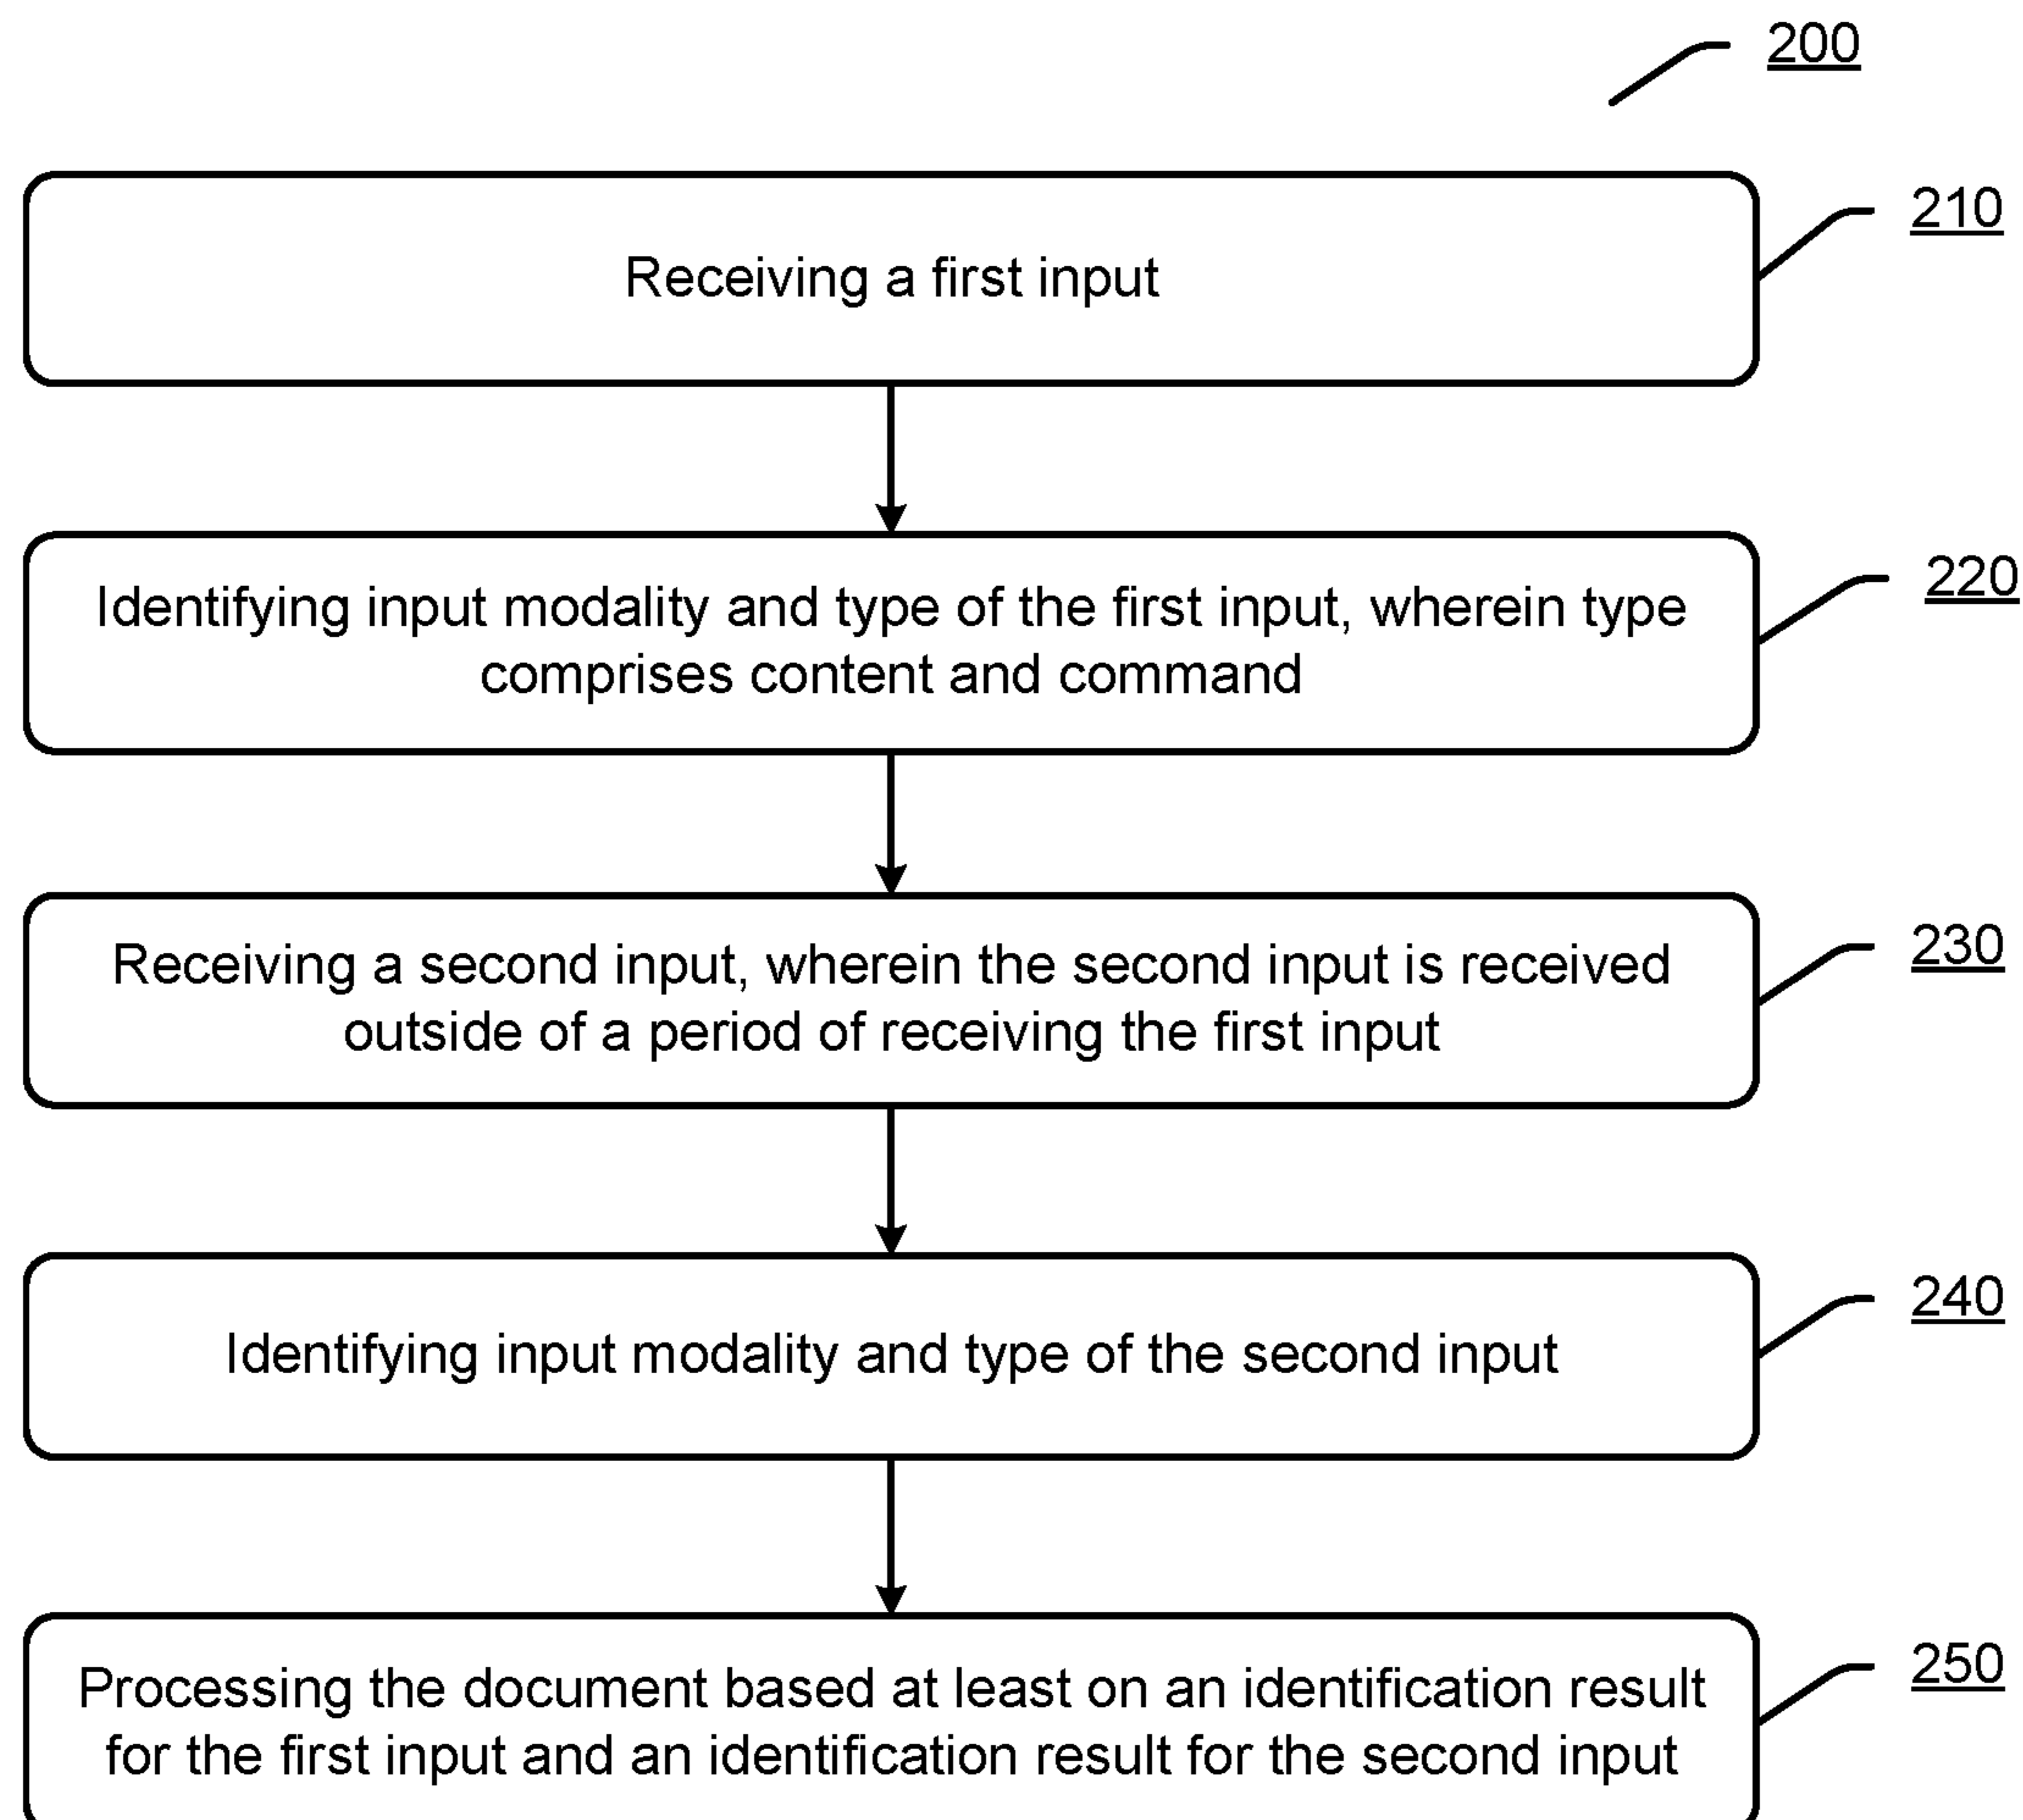 200
Receiving a first input
210
Identifying input modality and type of the first input, wherein type
comprises content and command
220
Receiving a second input, wherein the second input is received
outside of a period of receiving the first input
230
Identifying input modality and type of the second input
240
Processing the document based at least on an identification result
for the first input and an identification result for the second input
250